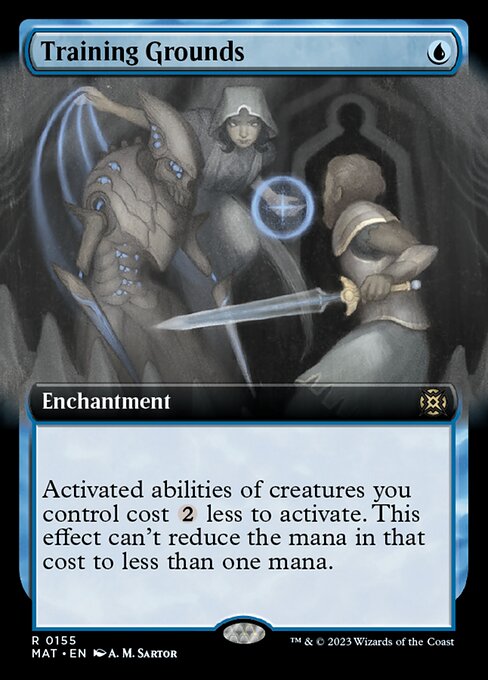 Training Grounds
Enchantment
Activated abilities of creatures you
control cost 2 less to activate. This
effect can't reduce the mana in that
cost to less than one mana.
R 0155
MAT • EN A. M. Sartor
™ & © 2023 Wizards of the Coast